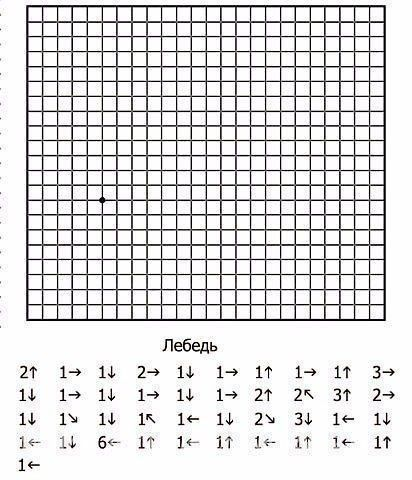 Лебедь
2↑ 1→ 1↓ 2→ 1↓ 1→ 1↑ 1→ 1↑ 3→
1↓ 1→ 1↓ 1→ 1↓ 1→ 2↑ 2↖ 3↑ 2→
1↓ 1↘ 1↓ 1↖ 1← 1↓ 2↘ 3↓ 1← 1↓
1← 1↓ 6← 1↑ 1← 1↑ 1← 1↑ 1← 1↑
1←